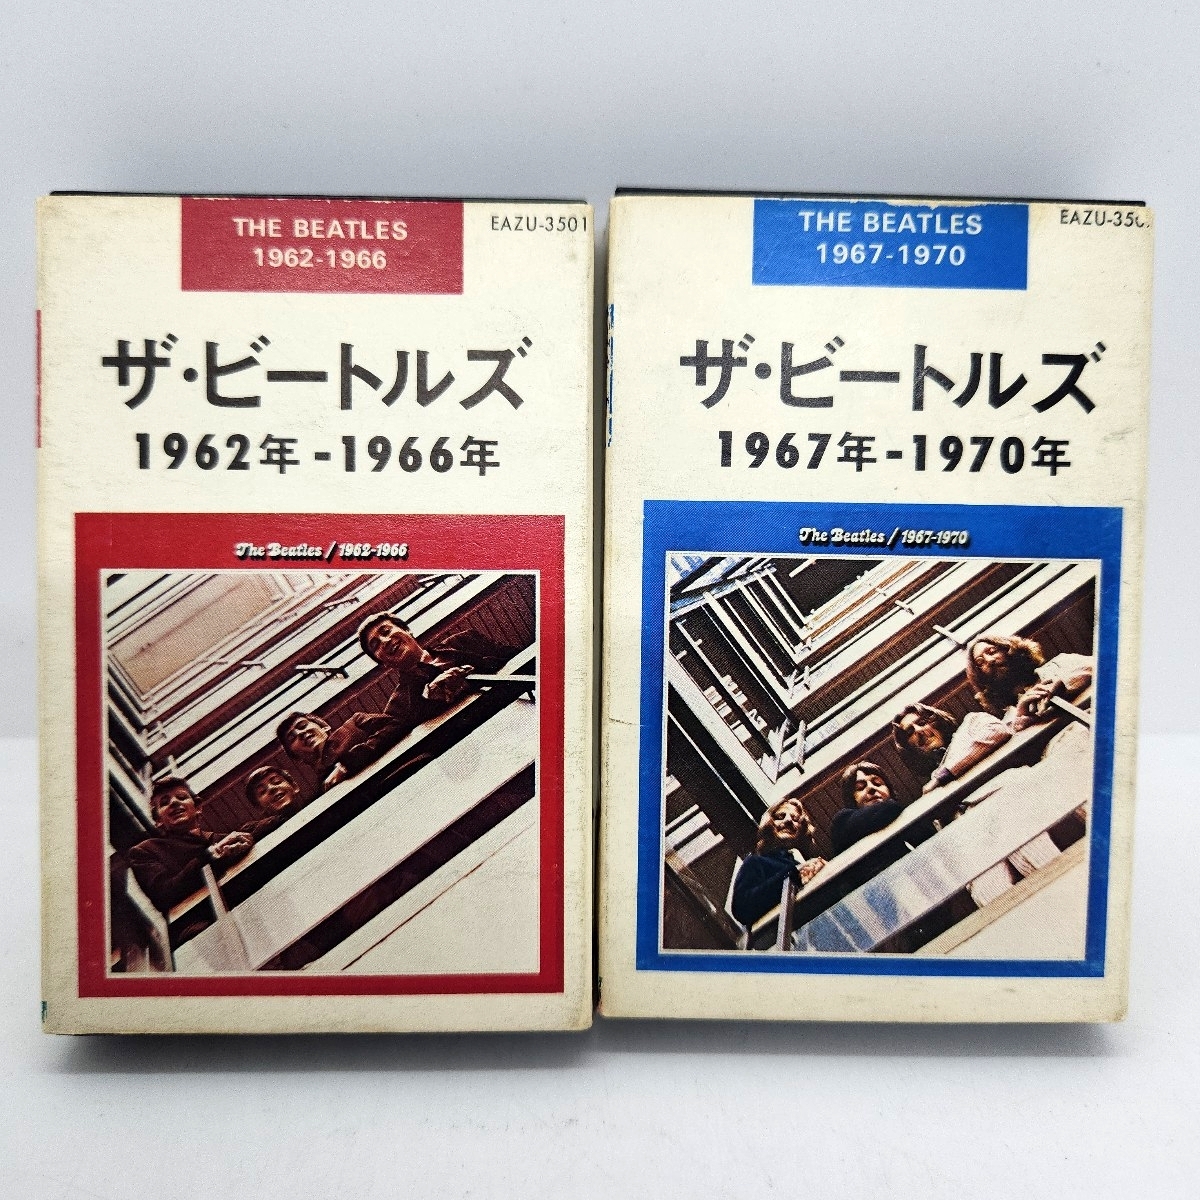 THE BEATLES
1962-1966
EAZU-3501
ザ・ビートルズ
1962年-1966年
The Beatles / 1962-1966
THE BEATLES
1967-1970
ザ・ビートルズ
1967年-1970年
The Beatles / 1967-1970